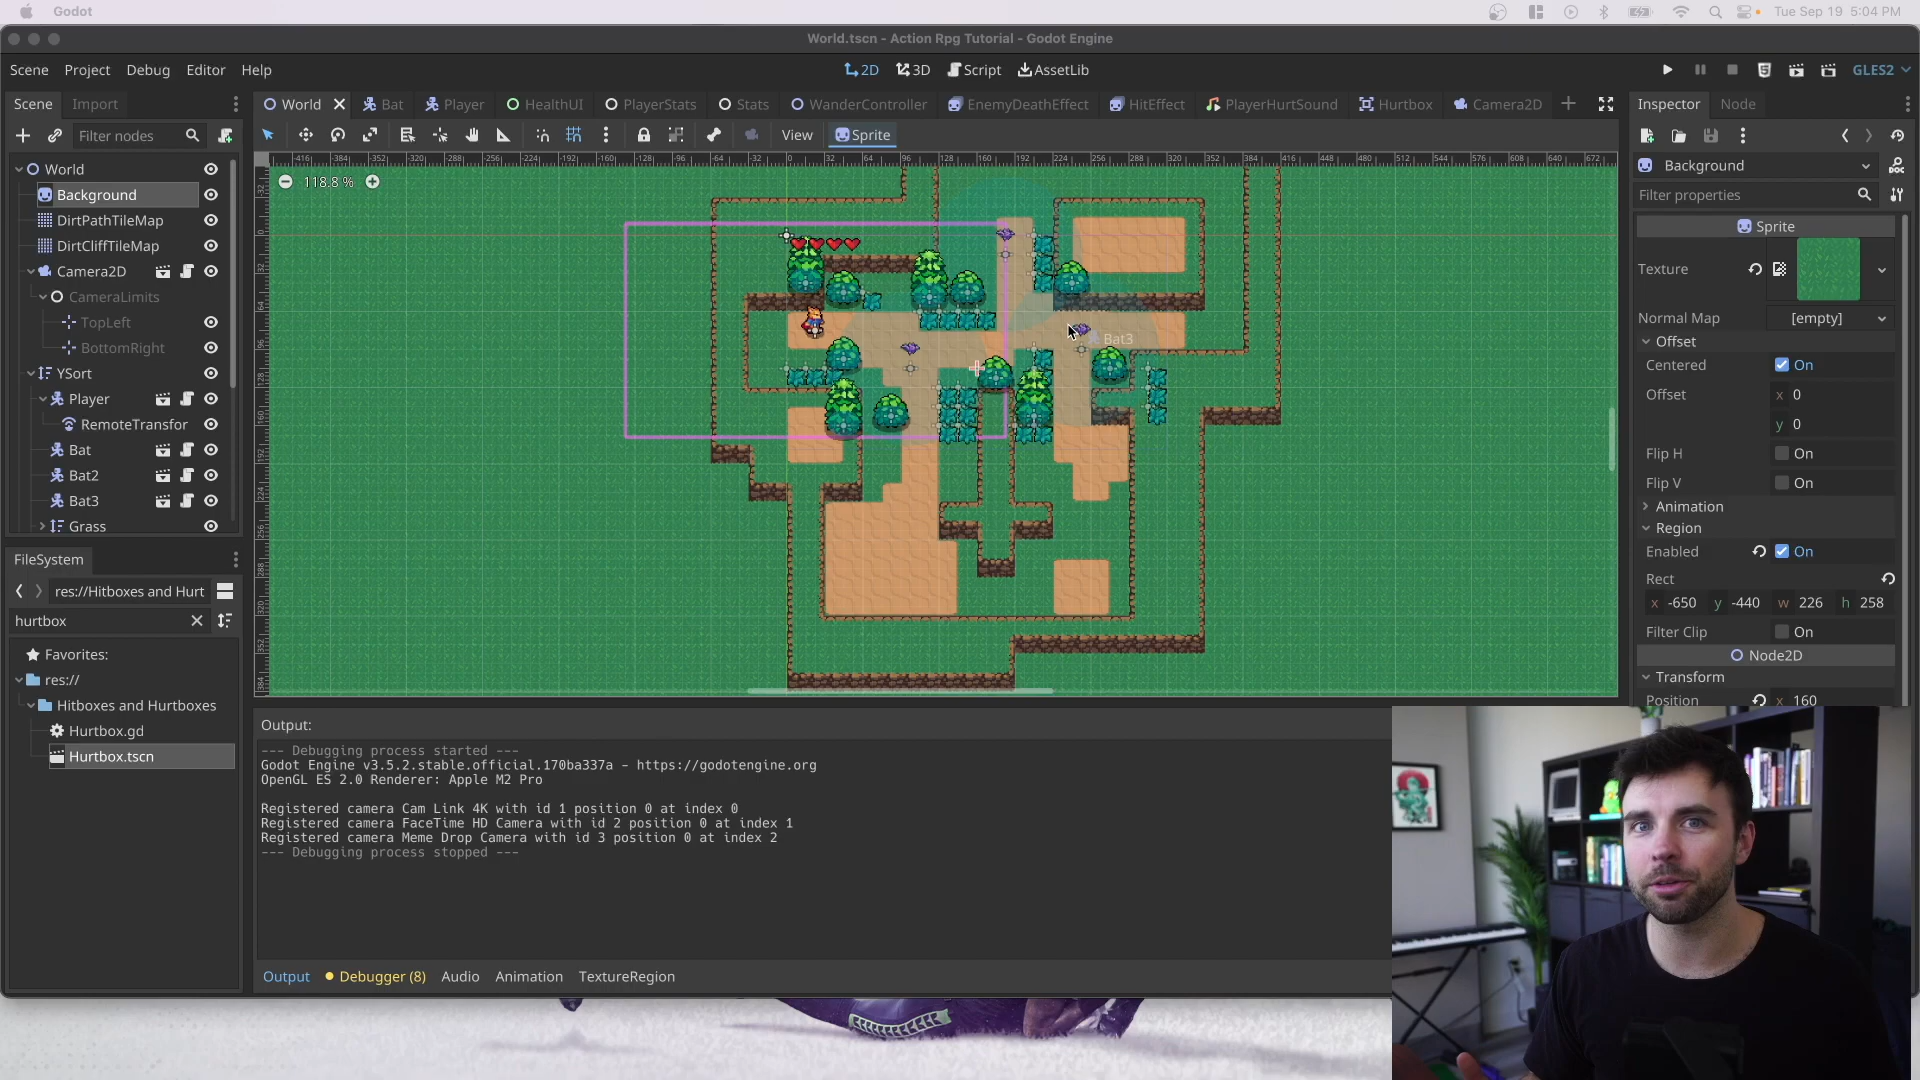 Godot
Tue Sep 19 5:04 PM
World.tscn - Action Rpg Tutorial - Godot Engine
Scene Project Debug Editor Help
2D 3D Script AssetLib
GLES2
Scene Import
World Bat Player HealthUI PlayerStats Stats WanderController EnemyDeathEffect HitEffect PlayerHurtSound Hurtbox Camera2D
Inspector Node
Filter nodes
View Sprite
World
Background
DirtPathTileMap
DirtCliffTileMap
Camera2D
CameraLimits
TopLeft
BottomRight
YSort
Player
RemoteTransfor
Bat
Bat2
Bat3
Grass
118.8 %
Bat3
Background
Filter properties
Sprite
Texture
Normal Map [empty]
Offset
Centered On
Offset x 0
y 0
Flip H On
Flip V On
Animation
Region
Enabled On
Rect
x -650 y -440 w 226 h 258
Filter Clip On
Node2D
Transform
Position x 160
FileSystem
res://Hitboxes and Hurt
hurtbox
Favorites:
res://
Hitboxes and Hurtboxes
Hurtbox.gd
Hurtbox.tscn
Output:
--- Debugging process started ---
Godot Engine v3.5.2.stable.official.170ba337a - https://godotengine.org
OpenGL ES 2.0 Renderer: Apple M2 Pro
Registered camera Cam Link 4K with id 1 position 0 at index 0
Registered camera FaceTime HD Camera with id 2 position 0 at index 1
Registered camera Meme Drop Camera with id 3 position 0 at index 2
--- Debugging process stopped ---
Output Debugger (8) Audio Animation TextureRegion